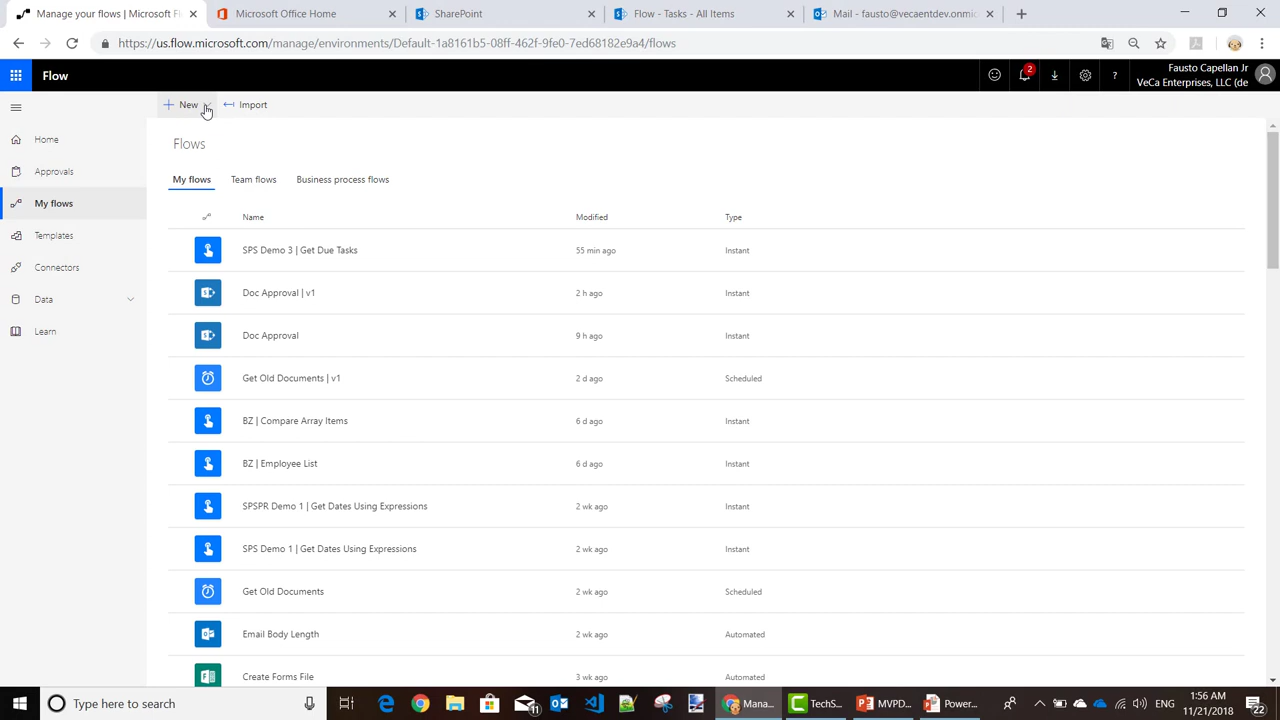 Manage your flows | Microsoft Fl
Microsoft Office Home
SharePoint
Flow - Tasks - All Items
Mail - fausto@vecaentdev.onmic
https://us.flow.microsoft.com/manage/environments/Default-1a8161b5-08ff-462f-9fe0-7ed68182e9a4/flows
Flow
2
Fausto Capellan Jr
VeCa Enterprises, LLC (de
New
Import
Home
Approvals
My flows
Templates
Connectors
Data
Learn
Flows
My flows
Team flows
Business process flows
Name
Modified
Type
SPS Demo 3 | Get Due Tasks
55 min ago
Instant
Doc Approval | v1
2 h ago
Instant
Doc Approval
9 h ago
Instant
Get Old Documents | v1
2 d ago
Scheduled
BZ | Compare Array Items
6 d ago
Instant
BZ | Employee List
6 d ago
Instant
SPSPR Demo 1 | Get Dates Using Expressions
2 wk ago
Instant
SPS Demo 1 | Get Dates Using Expressions
2 wk ago
Instant
Get Old Documents
2 wk ago
Scheduled
Email Body Length
2 wk ago
Automated
Create Forms File
3 wk ago
Automated
Type here to search
1
Mana...
TechS...
MVPD...
Power...
ENG
1:56 AM
11/21/2018
22